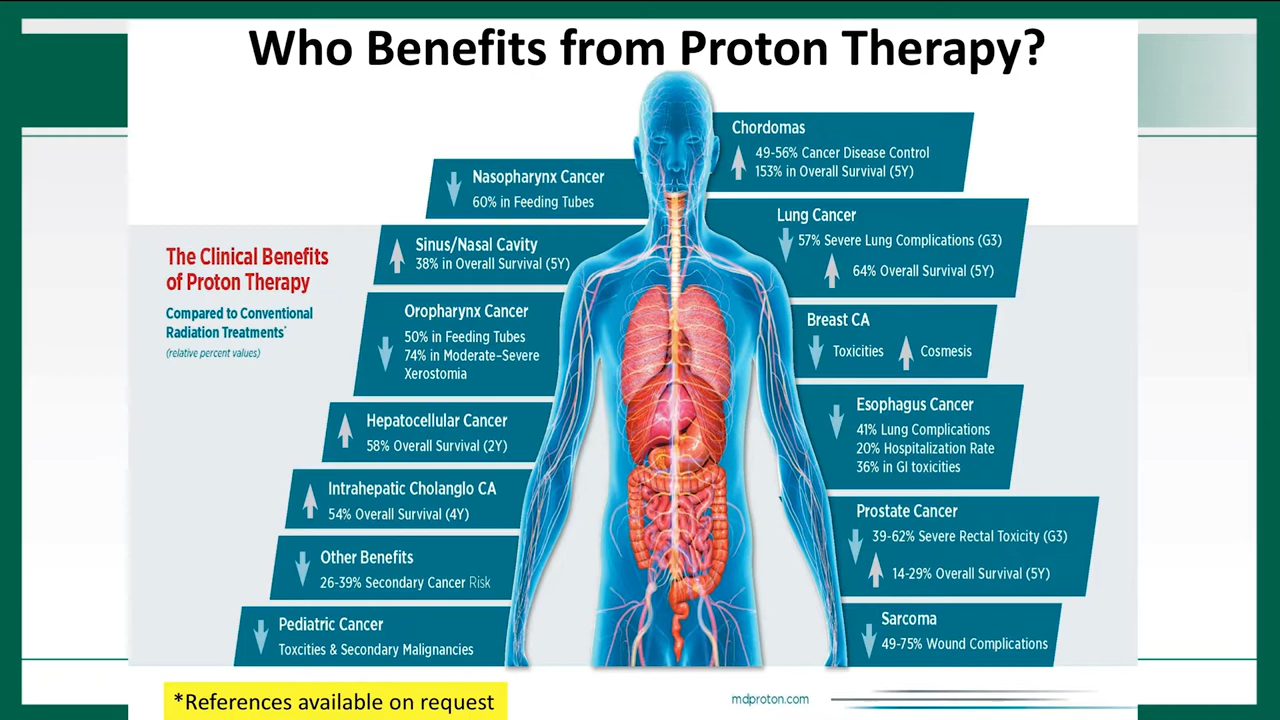 Who Benefits from Proton Therapy?
The Clinical Benefits
of Proton Therapy
Compared to Conventional
Radiation Treatments*
(relative percent values)
Nasopharynx Cancer
60% in Feeding Tubes
Sinus/Nasal Cavity
38% in Overall Survival (5Y)
Oropharynx Cancer
50% in Feeding Tubes
74% in Moderate–Severe
Xerostomia
Hepatocellular Cancer
58% Overall Survival (2Y)
Intrahepatic Cholanglo CA
54% Overall Survival (4Y)
Other Benefits
26-39% Secondary Cancer Risk
Pediatric Cancer
Toxcities & Secondary Malignancies
Chordomas
49-56% Cancer Disease Control
153% in Overall Survival (5Y)
Lung Cancer
57% Severe Lung Complications (G3)
64% Overall Survival (5Y)
Breast CA
Toxicities Cosmesis
Esophagus Cancer
41% Lung Complications
20% Hospitalization Rate
36% in GI toxicities
Prostate Cancer
39-62% Severe Rectal Toxicity (G3)
14-29% Overall Survival (5Y)
Sarcoma
49-75% Wound Complications
*References available on request
mdproton.com